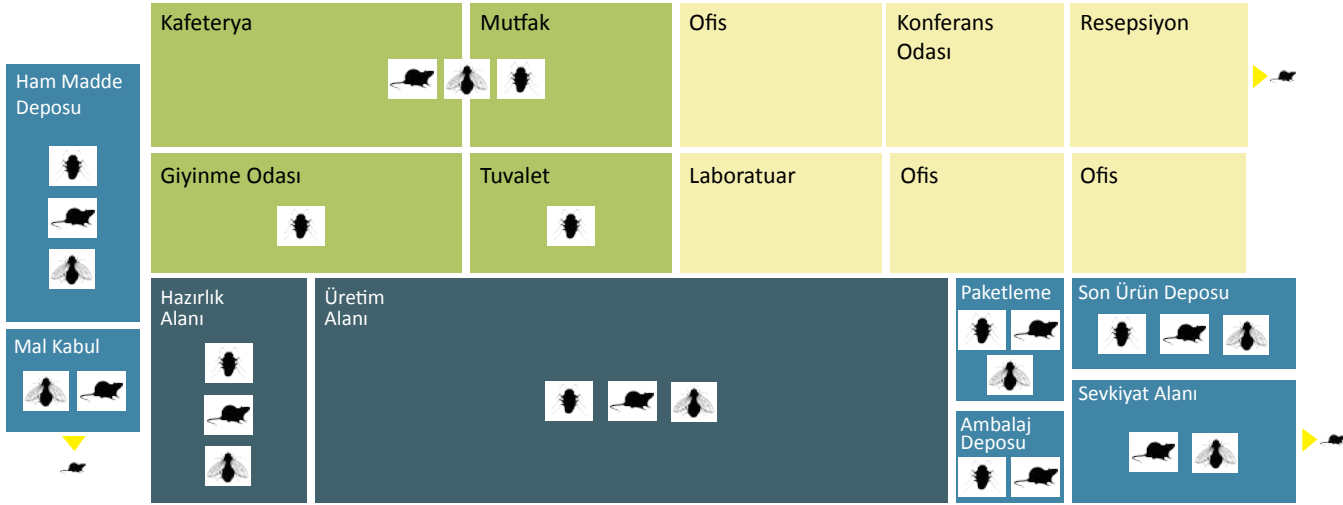 Kafeterya
Mutfak
Ofis
Konferans
Odası
Resepsiyon
Ham Madde
Deposu
Giyinme Odası
Tuvalet
Laboratuar
Ofis
Ofis
Mal Kabul
Hazırlık
Alanı
Üretim
Alanı
Paketleme
Son Ürün Deposu
Ambalaj
Deposu
Sevkiyat Alanı